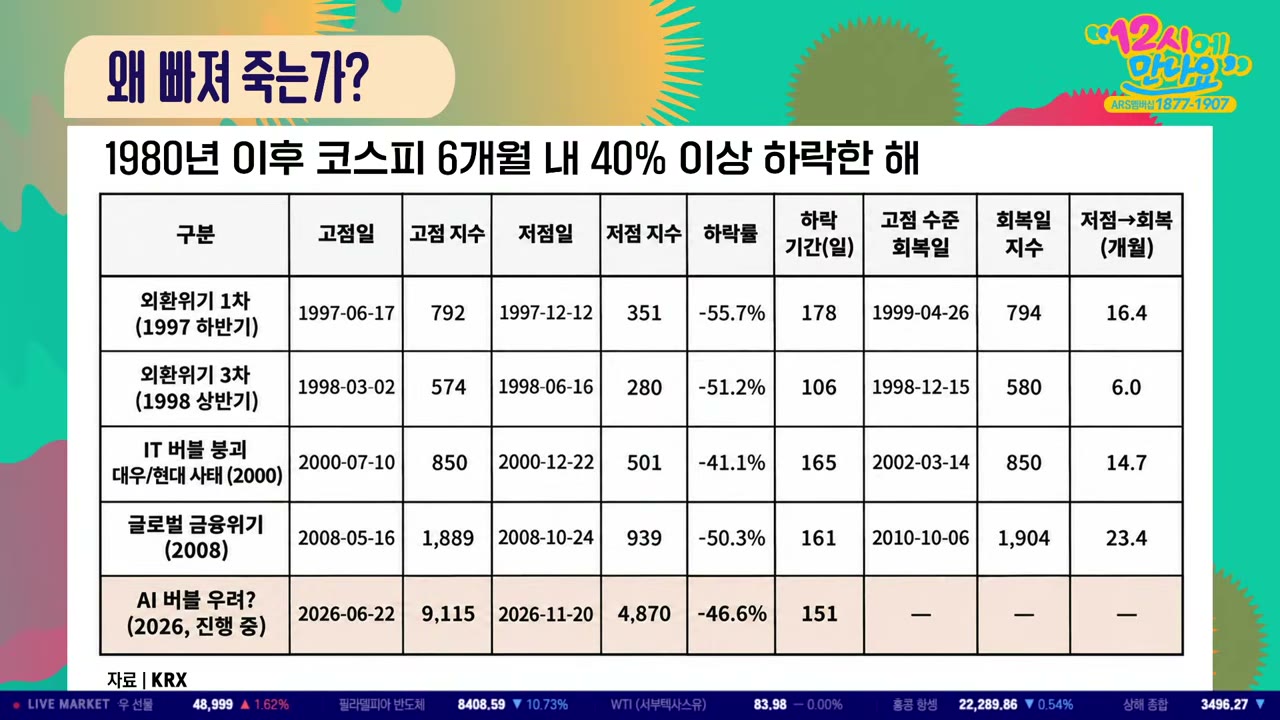 왜 빠져 죽는가?
“12시에
만나요”
ARS멤버십 1877-1907
1980년 이후 코스피 6개월 내 40% 이상 하락한 해
구분 고점일 고점 지수 저점일 저점 지수 하락률 하락 기간(일) 고점 수준 회복일 회복일 지수 저점→회복 (개월)
외환위기 1차 (1997 하반기) 1997-06-17 792 1997-12-12 351 -55.7% 178 1999-04-26 794 16.4
외환위기 3차 (1998 상반기) 1998-03-02 574 1998-06-16 280 -51.2% 106 1998-12-15 580 6.0
IT 버블 붕괴 대우/현대 사태 (2000) 2000-07-10 850 2000-12-22 501 -41.1% 165 2002-03-14 850 14.7
글로벌 금융위기 (2008) 2008-05-16 1,889 2008-10-24 939 -50.3% 161 2010-10-06 1,904 23.4
AI 버블 우려? (2026, 진행 중) 2026-06-22 9,115 2026-11-20 4,870 -46.6% 151 — — —
자료 | KRX
● LIVE MARKET 우 선물 48,999 ▲ 1.62% 필라델피아 반도체 8408.59 ▼ 10.73% WTI (서부텍사스유) 83.98 — 0.00% 홍콩 항셍 22,289.86 ▼ 0.54% 상해 종합 3496.27 ▼